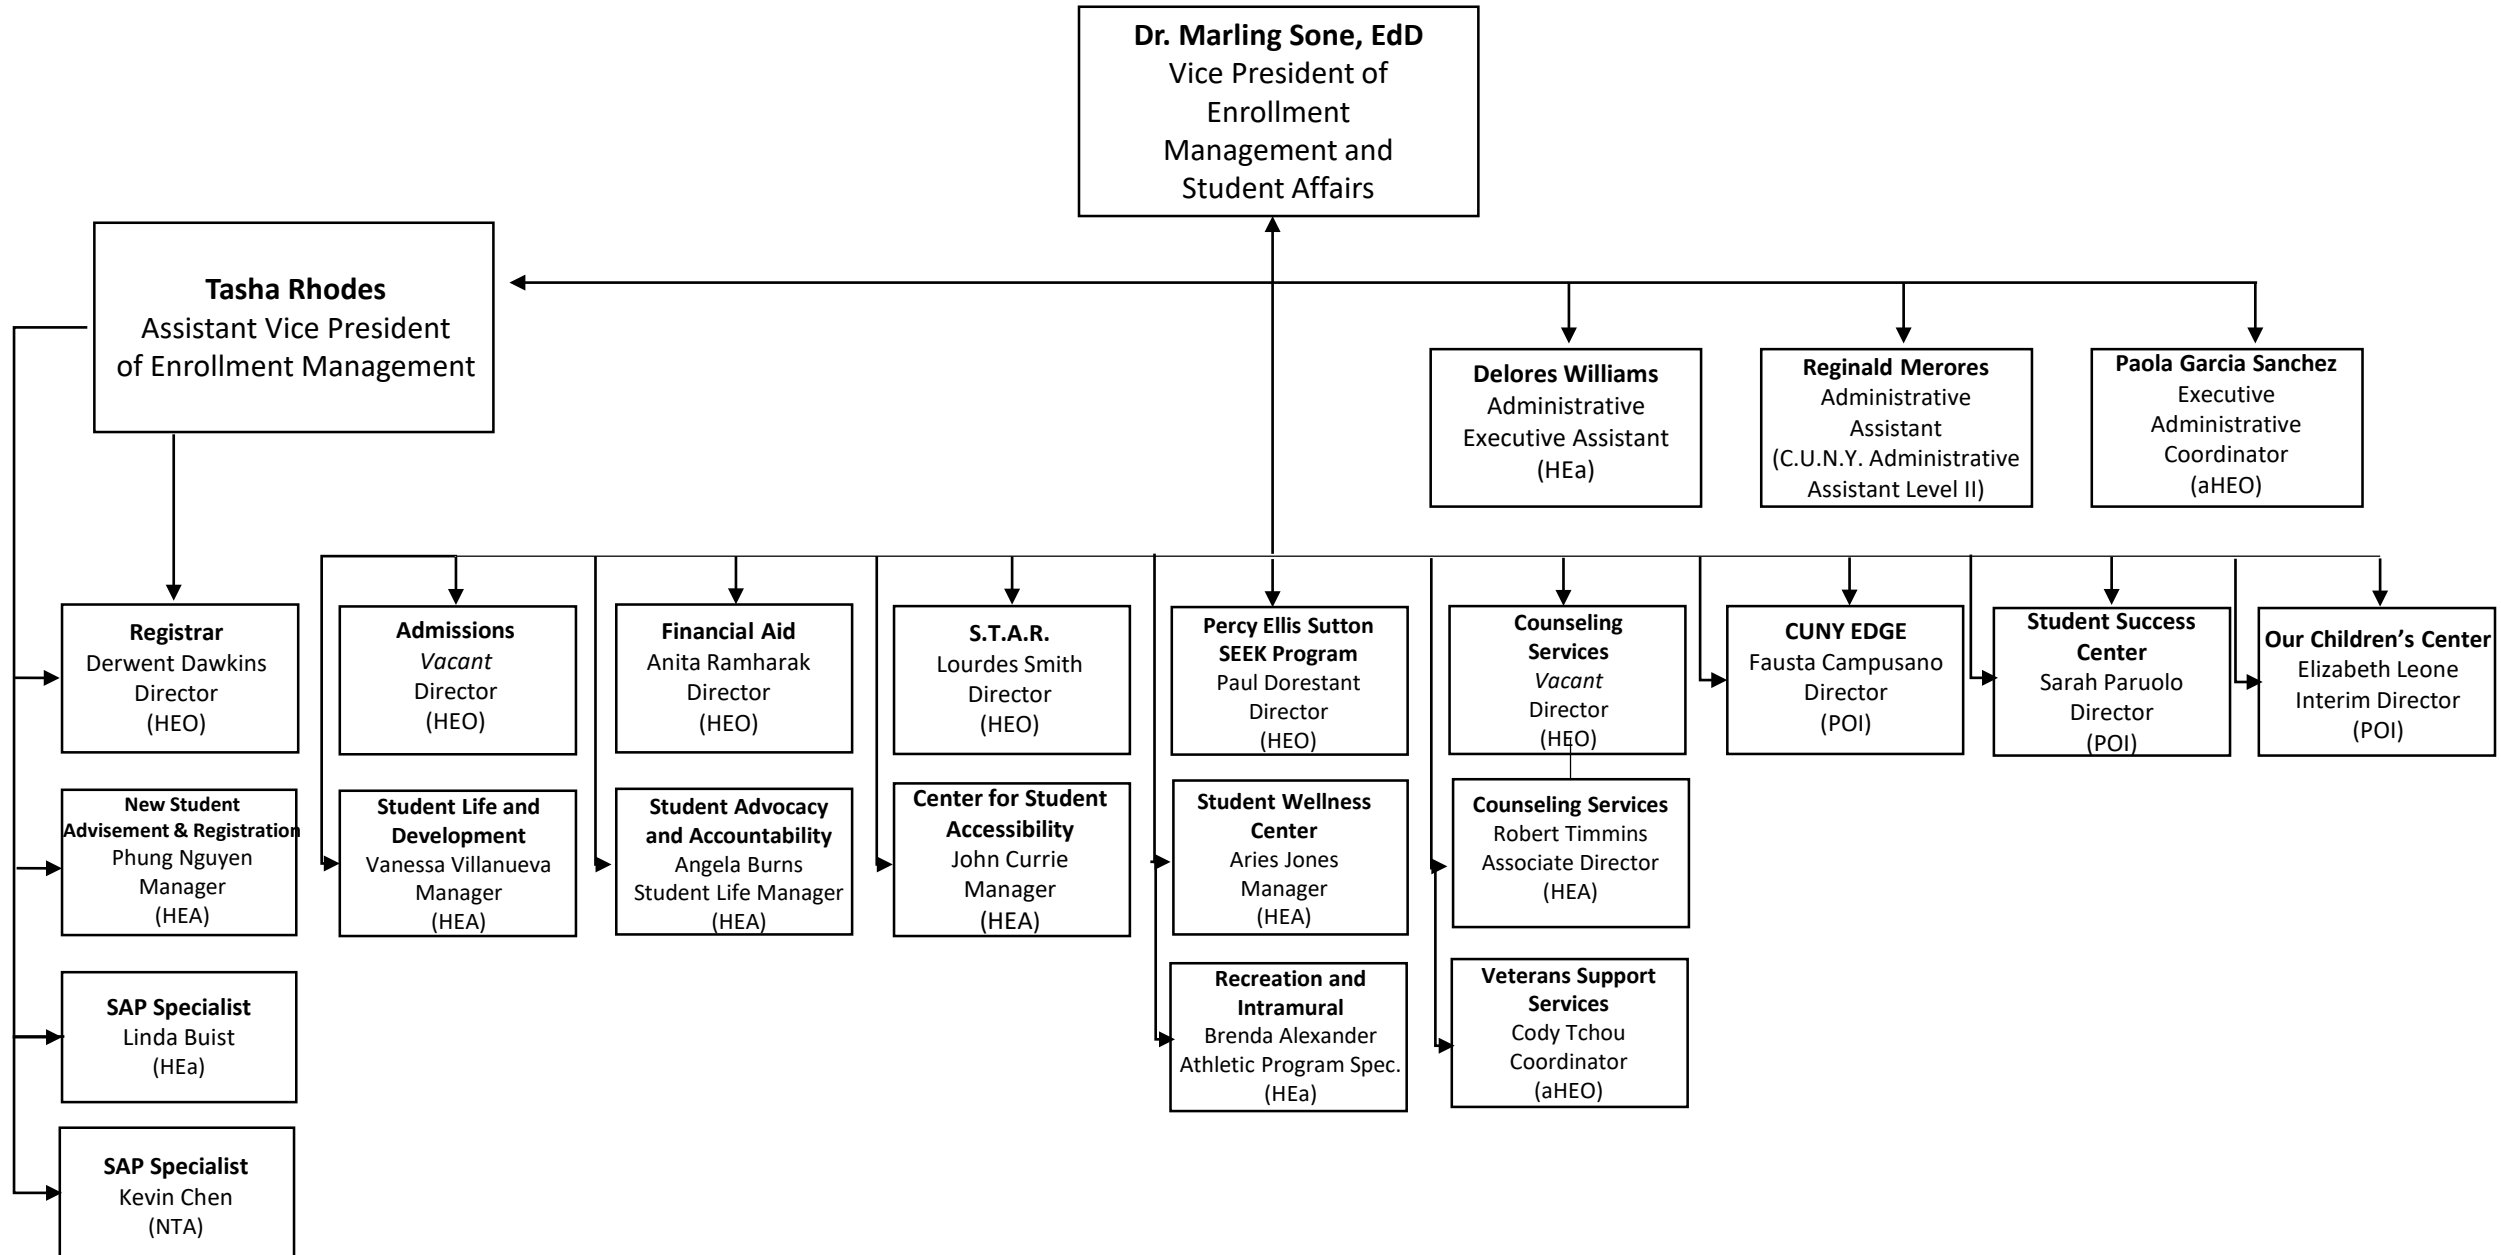 Dr. Marling Sone, EdD
Vice President of
Enrollment
Management and
Student Affairs
Tasha Rhodes
Assistant Vice President
of Enrollment Management
Delores Williams
Administrative
Executive Assistant
(HEa)
Reginald Merores
Administrative
Assistant
(C.U.N.Y. Administrative
Assistant Level II)
Paola Garcia Sanchez
Executive
Administrative
Coordinator
(aHEO)
Registrar
Derwent Dawkins
Director
(HEO)
Admissions
Vacant
Director
(HEO)
Financial Aid
Anita Ramharak
Director
(HEO)
S.T.A.R.
Lourdes Smith
Director
(HEO)
Percy Ellis Sutton
SEEK Program
Paul Dorestant
Director
(HEO)
Counseling
Services
Vacant
Director
(HEO)
CUNY EDGE
Fausta Campusano
Director
(POI)
Student Success
Center
Sarah Paruolo
Director
(POI)
Our Children’s Center
Elizabeth Leone
Interim Director
(POI)
New Student
Advisement & Registration
Phung Nguyen
Manager
(HEA)
Student Life and
Development
Vanessa Villanueva
Manager
(HEA)
Student Advocacy
and Accountability
Angela Burns
Student Life Manager
(HEA)
Center for Student
Accessibility
John Currie
Manager
(HEA)
Student Wellness
Center
Aries Jones
Manager
(HEA)
Counseling Services
Robert Timmins
Associate Director
(HEA)
SAP Specialist
Linda Buist
(HEa)
Recreation and
Intramural
Brenda Alexander
Athletic Program Spec.
(HEa)
Veterans Support
Services
Cody Tchou
Coordinator
(aHEO)
SAP Specialist
Kevin Chen
(NTA)